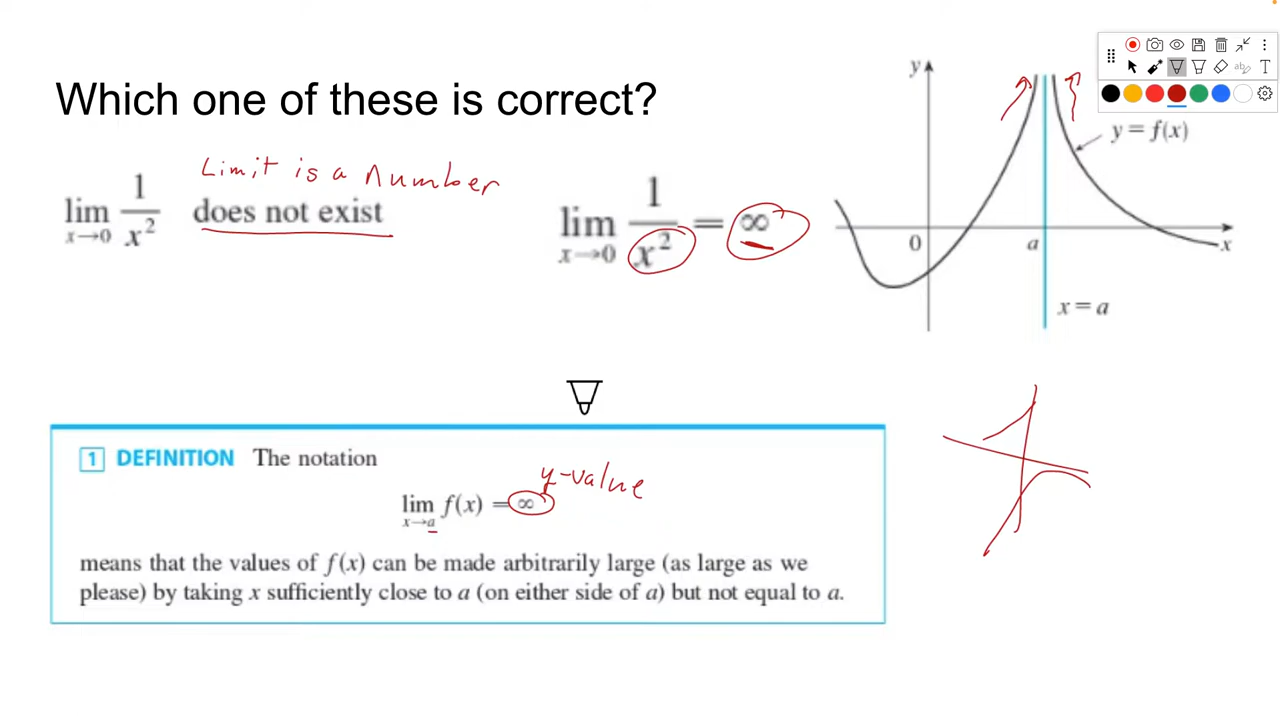 Which one of these is correct?
Limit is a number
lim x→0 1/x² does not exist
lim x→0 1/x² = ∞
y
y = f(x)
0
a
x
x = a
1 DEFINITION The notation
y-value
lim x→a f(x) = ∞
means that the values of f(x) can be made arbitrarily large (as large as we
please) by taking x sufficiently close to a (on either side of a) but not equal to a.
ab
T